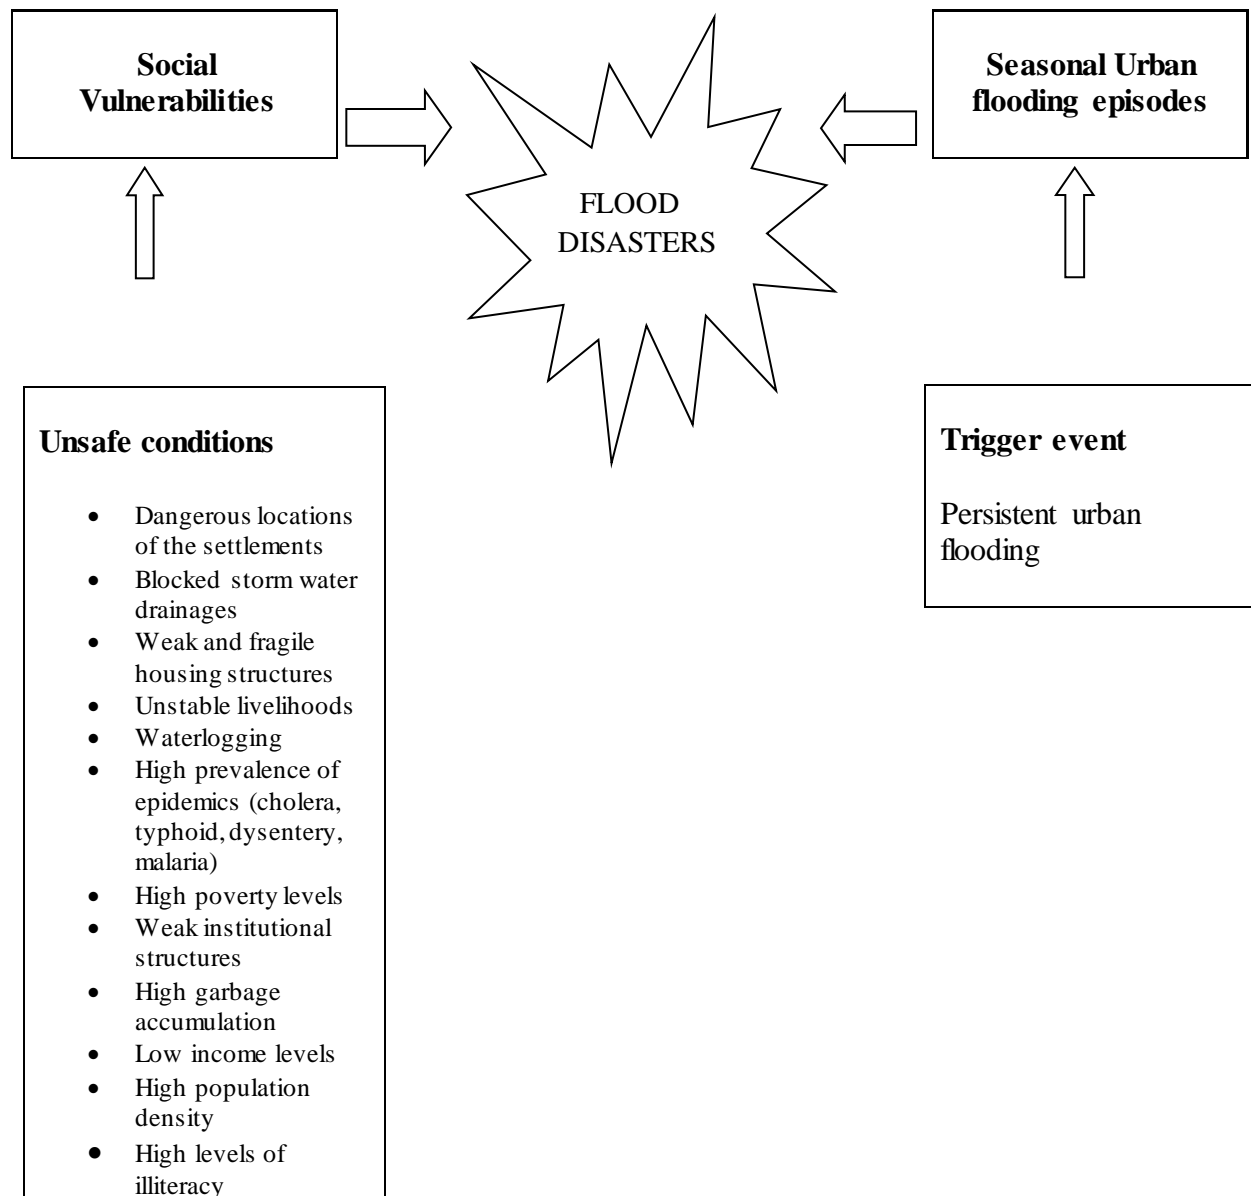 Social
Vulnerabilities
FLOOD
DISASTERS
Seasonal Urban
flooding episodes
Unsafe conditions
• Dangerous locations
of the settlements
• Blocked storm water
drainages
• Weak and fragile
housing structures
• Unstable livelihoods
• Waterlogging
• High prevalence of
epidemics (cholera,
typhoid, dysentery,
malaria)
• High poverty levels
• Weak institutional
structures
• High garbage
accumulation
• Low income levels
• High population
density
• High levels of
illiteracy
Trigger event
Persistent urban
flooding